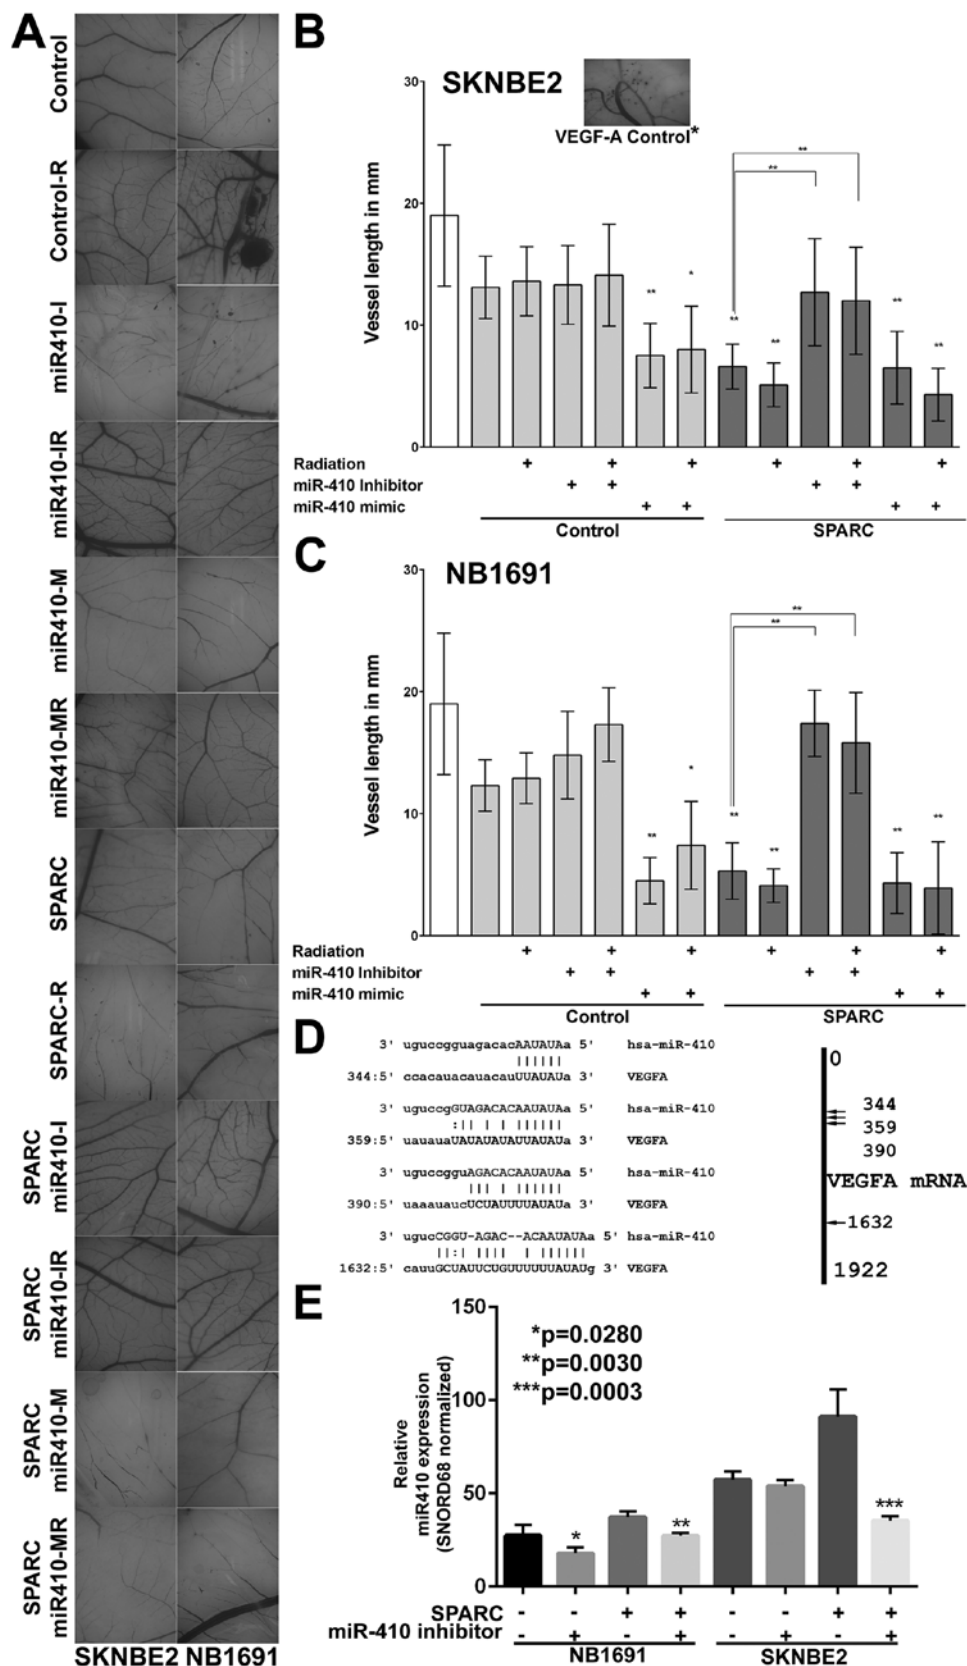 A
Control
Control-R
miR410-I
miR410-IR
miR410-M
miR410-MR
SPARC
SPARC-R
SPARC
miR410-I
SPARC
miR410-IR
SPARC
miR410-M
SPARC
miR410-MR
SKNBE2 NB1691
B
SKNBE2
VEGF-A Control*
Vessel length in mm
30
20
10
0
** ** ** * ** ** ** **
Radiation + + + + + +
miR-410 Inhibitor + + + +
miR-410 mimic + + + +
Control SPARC
C
NB1691
Vessel length in mm
30
20
10
0
** ** ** * ** ** ** **
Radiation + + + + + +
miR-410 Inhibitor + + + +
miR-410 mimic + + + +
Control SPARC
D
3' uguccgguagacacAAUAUAa 5' hsa-miR-410
||||||
344:5' ccacauacauacauUUAUAUa 3' VEGFA
3' uguccgGUAGACACAAUAUAa 5' hsa-miR-410
:|| | | ||||||
359:5' uauauaUAUAUAUAUUAUAUa 3' VEGFA
3' uguccgguAGACACAAUAUAa 5' hsa-miR-410
||| | ||||||
390:5' uaaauaucUCUAUUUUAUAUa 3' VEGFA
3' ugucCGGU-AGAC--ACAAUAUAa 5' hsa-miR-410
||:| |||| | ||||||
1632:5' cauuGCUAUUCUGUUUUUUAUAUg 3' VEGFA
0
344
359
390
VEGFA mRNA
1632
1922
E
Relative
miR410 expression
(SNORD68 normalized)
150
100
50
0
*p=0.0280
**p=0.0030
***p=0.0003
* ** ***
SPARC - - + + - - + +
miR-410 inhibitor - + - + - + - +
NB1691 SKNBE2